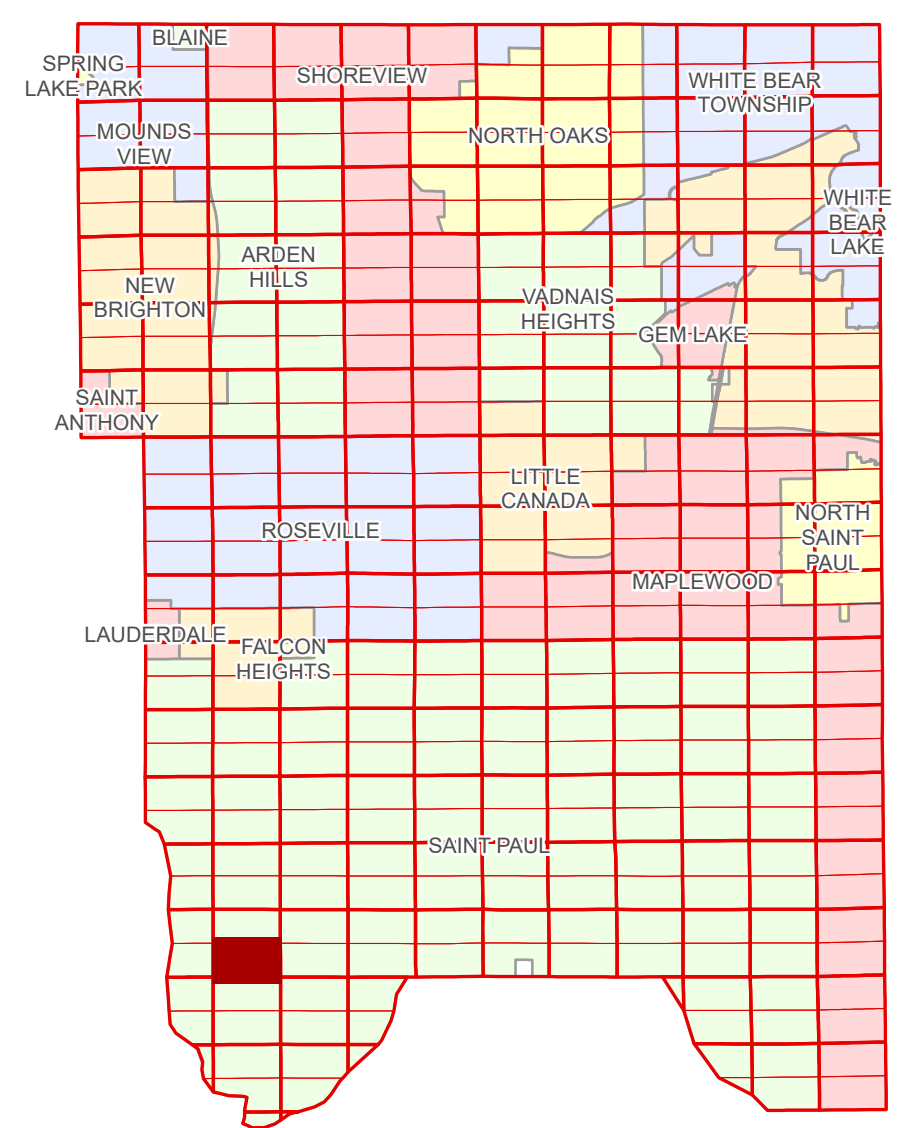 BLAINE
SPRING
LAKE PARK
SHOREVIEW
WHITE BEAR
TOWNSHIP
MOUNDS
VIEW
NORTH OAKS
WHITE
BEAR
LAKE
ARDEN
HILLS
NEW
BRIGHTON
VADNAIS
HEIGHTS
GEM LAKE
SAINT
ANTHONY
LITTLE
CANADA
ROSEVILLE
NORTH
SAINT
PAUL
MAPLEWOOD
LAUDERDALE
FALCON
HEIGHTS
SAINT PAUL